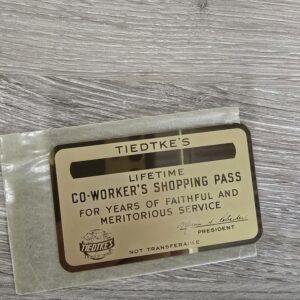 TIEDTKE'S
LIFETIME
CO-WORKER'S SHOPPING PASS
FOR YEARS OF FAITHFUL AND
MERITORIOUS SERVICE
PRESIDENT
TIEDTKE'S
NOT TRANSFERABLE